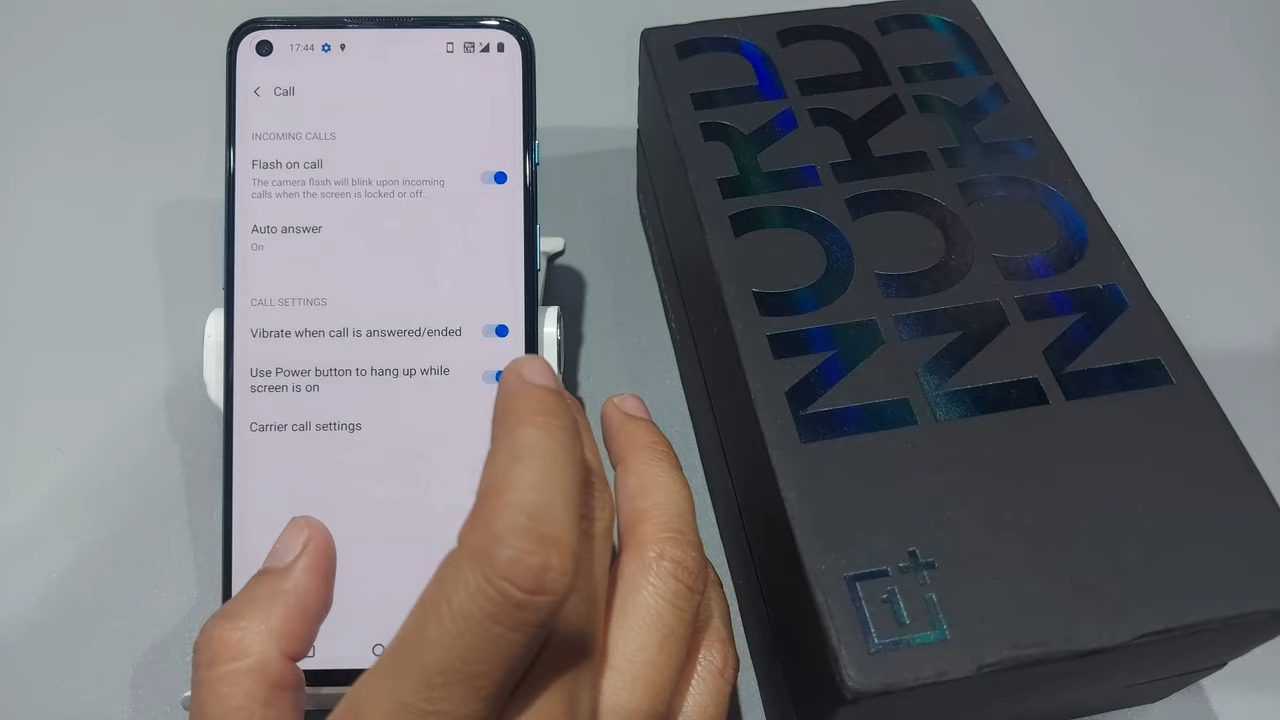 17:44
Call
INCOMING CALLS
Flash on call
The camera flash will blink upon incoming
calls when the screen is locked or off.
Auto answer
On
CALL SETTINGS
Vibrate when call is answered/ended
Use Power button to hang up while
screen is on
Carrier call settings
NORD
NORD
NORD
1+